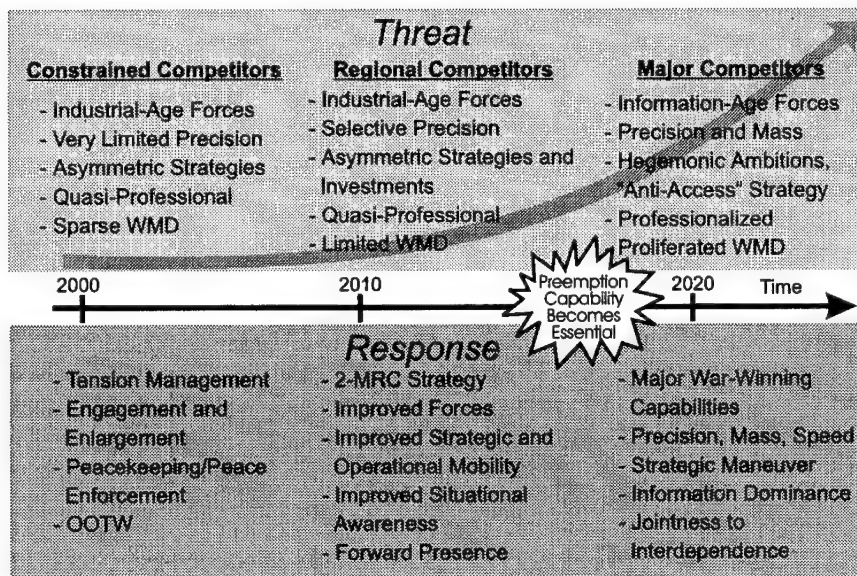 Threat
Constrained Competitors
- Industrial-Age Forces
- Very Limited Precision
- Asymmetric Strategies
- Quasi-Professional
- Sparse WMD
Regional Competitors
- Industrial-Age Forces
- Selective Precision
- Asymmetric Strategies and
Investments
- Quasi-Professional
- Limited WMD
Major Competitors
- Information-Age Forces
- Precision and Mass
- Hegemonic Ambitions,
"Anti-Access" Strategy
- Professionalized
- Proliferated WMD
2000
2010
Preemption
Capability
Becomes
Essential
2020
Time
Response
- Tension Management
- Engagement and
Enlargement
- Peacekeeping/Peace
Enforcement
- OOTW
- 2-MRC Strategy
- Improved Forces
- Improved Strategic and
Operational Mobility
- Improved Situational
Awareness
- Forward Presence
- Major War-Winning
Capabilities
- Precision, Mass, Speed
- Strategic Maneuver
- Information Dominance
- Jointness to
Interdependence